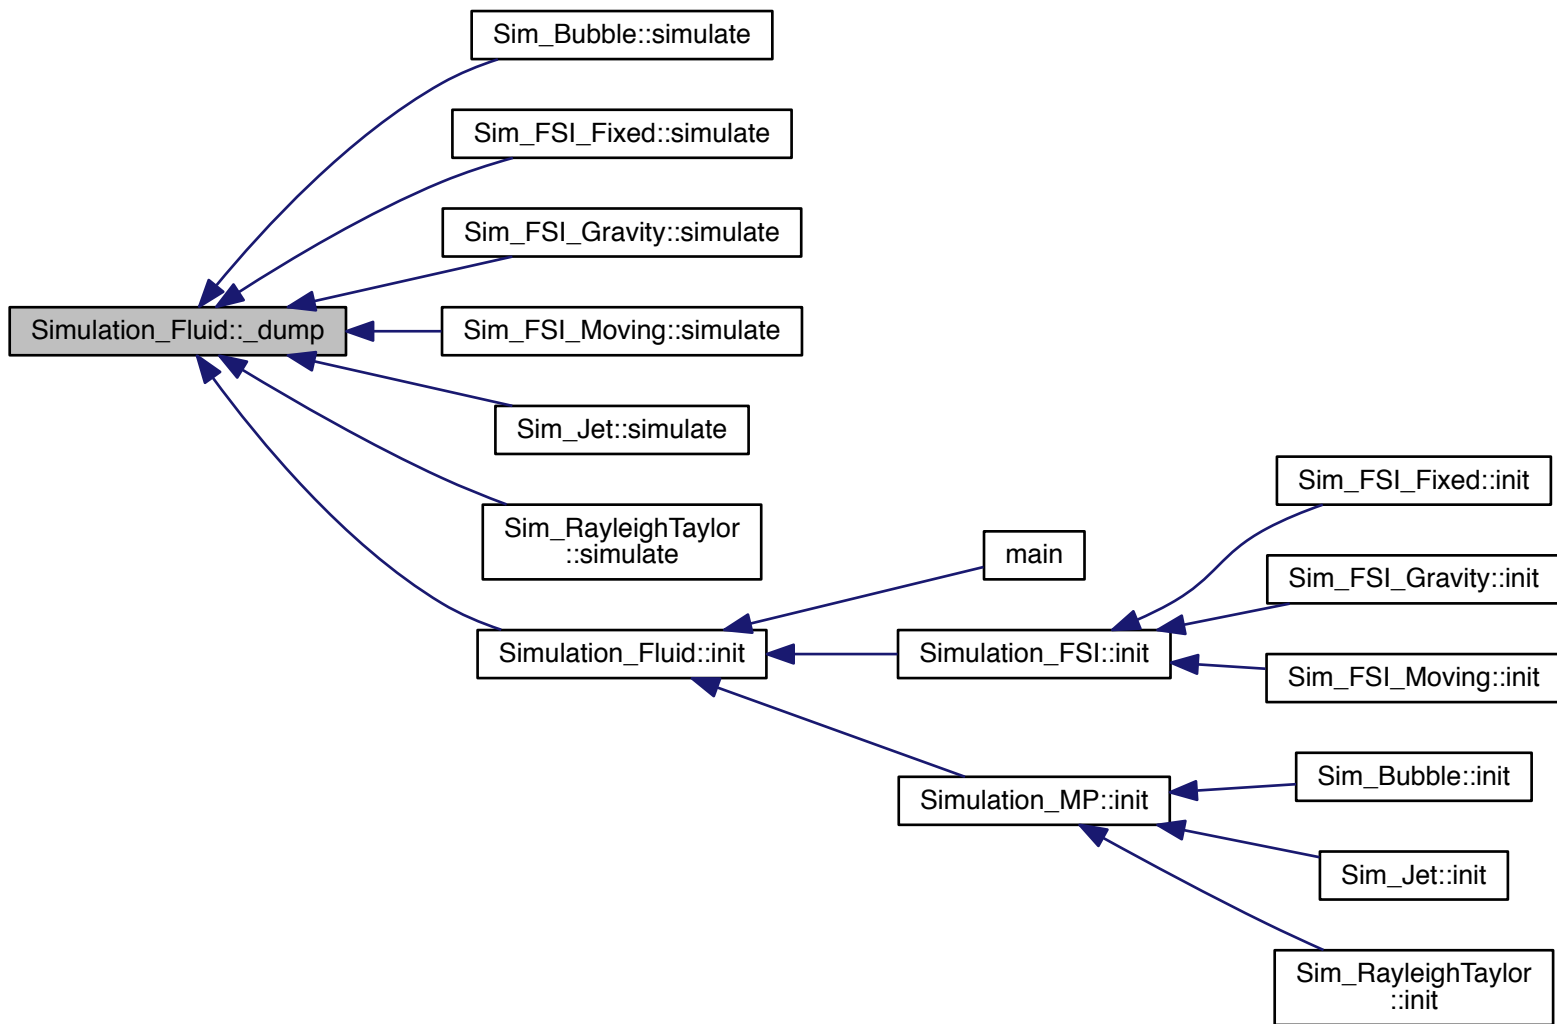 Sim_Bubble::simulate
Sim_FSI_Fixed::simulate
Sim_FSI_Gravity::simulate
Simulation_Fluid::_dump
Sim_FSI_Moving::simulate
Sim_Jet::simulate
Sim_RayleighTaylor
::simulate
Simulation_Fluid::init
main
Simulation_FSI::init
Sim_FSI_Fixed::init
Sim_FSI_Gravity::init
Sim_FSI_Moving::init
Simulation_MP::init
Sim_Bubble::init
Sim_Jet::init
Sim_RayleighTaylor
::init